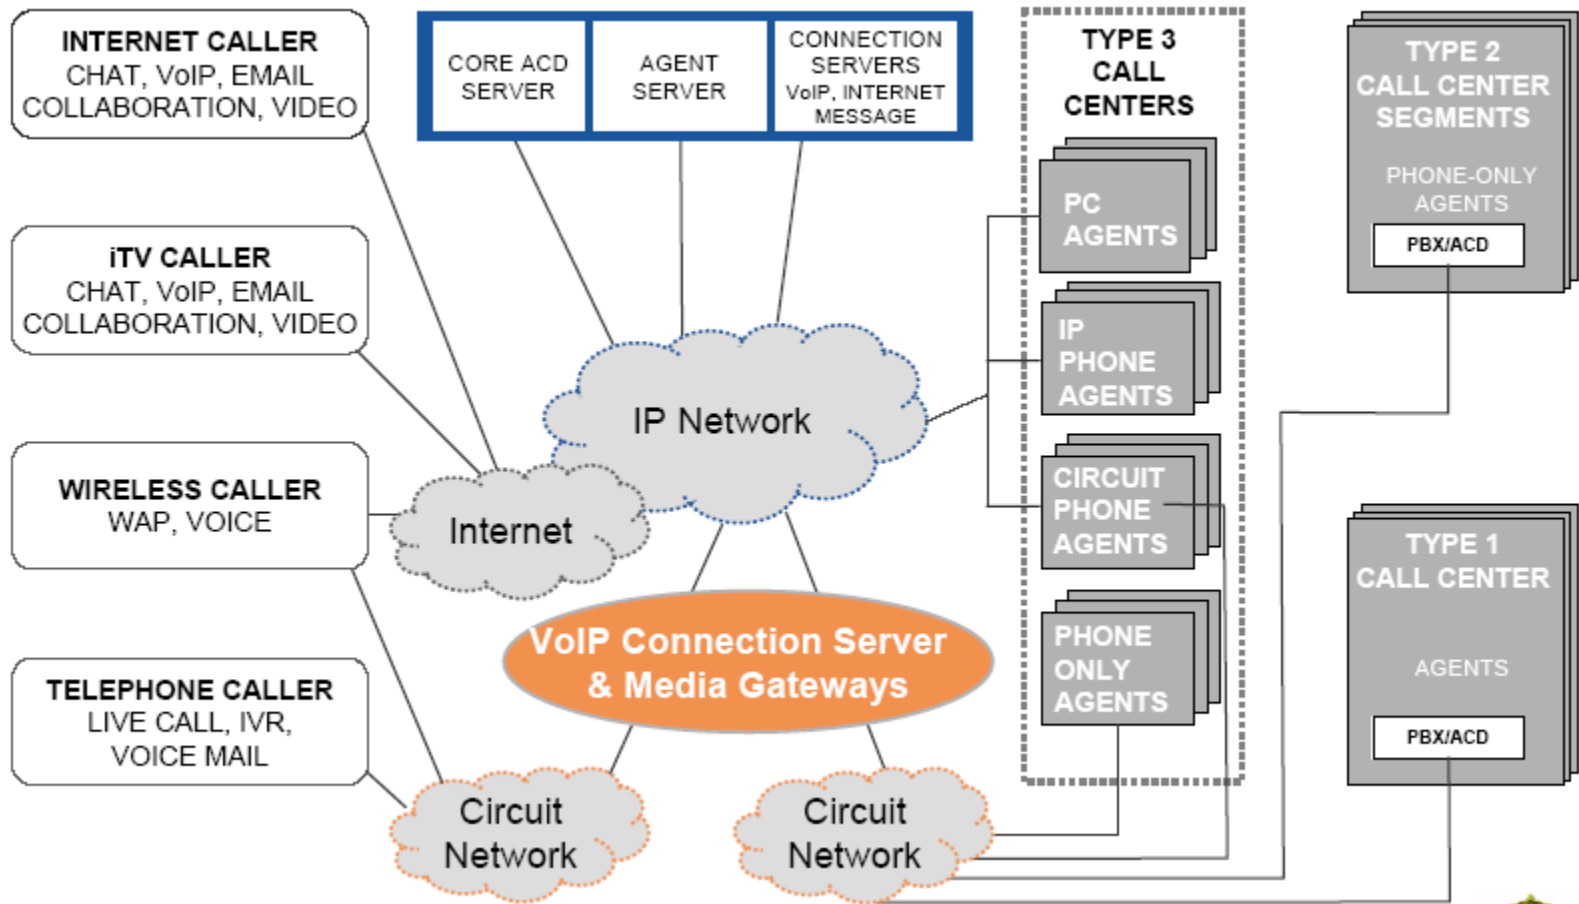 INTERNET CALLER
CHAT, VoIP, EMAIL
COLLABORATION, VIDEO
iTV CALLER
CHAT, VoIP, EMAIL
COLLABORATION, VIDEO
WIRELESS CALLER
WAP, VOICE
TELEPHONE CALLER
LIVE CALL, IVR,
VOICE MAIL
CORE ACD
SERVER
AGENT
SERVER
CONNECTION
SERVERS
VoIP, INTERNET
MESSAGE
IP Network
Internet
VoIP Connection Server
& Media Gateways
Circuit
Network
Circuit
Network
TYPE 3
CALL
CENTERS
PC
AGENTS
IP
PHONE
AGENTS
CIRCUIT
PHONE
AGENTS
PHONE
ONLY
AGENTS
TYPE 2
CALL CENTER
SEGMENTS
PHONE-ONLY
AGENTS
PBX/ACD
TYPE 1
CALL CENTER
AGENTS
PBX/ACD